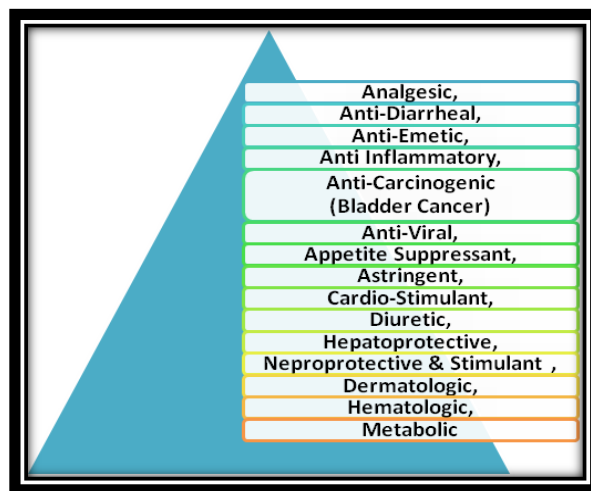 Analgesic,
Anti-Diarrheal,
Anti-Emetic,
Anti Inflammatory,
Anti-Carcinogenic
(Bladder Cancer)
Anti-Viral,
Appetite Suppressant,
Astringent,
Cardio-Stimulant,
Diuretic,
Hepatoprotective,
Neproprotective & Stimulant ,
Dermatologic,
Hematologic,
Metabolic